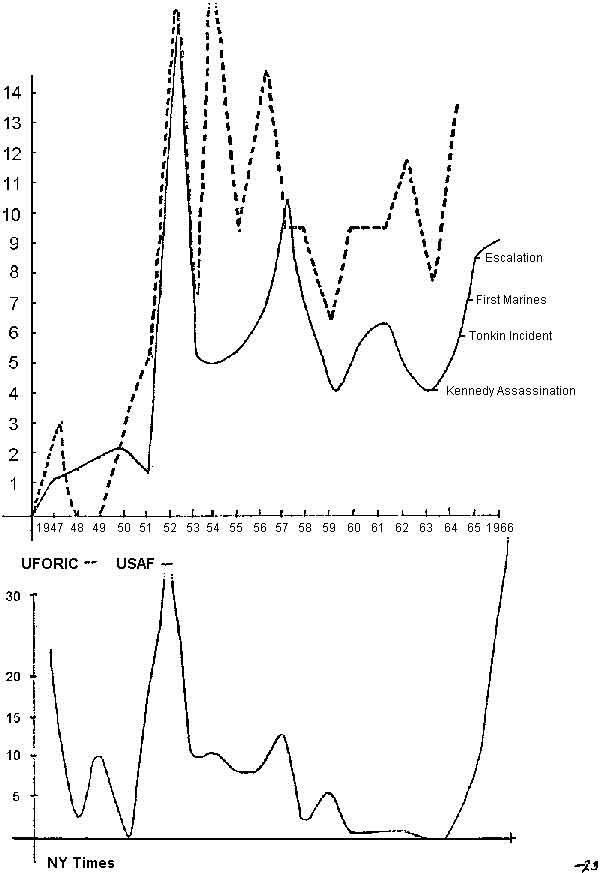 14
13
12
11
10
9
Escalation
8
7
First Marines
6
Tonkin Incident
5
4
Kennedy Assassination
3
2
1
1947 48 49 50 51 52 53 54 55 56 57 58 59 60 61 62 63 64 65 1966
UFORIC -- USAF —
30
20
15
10
5
NY Times
-23